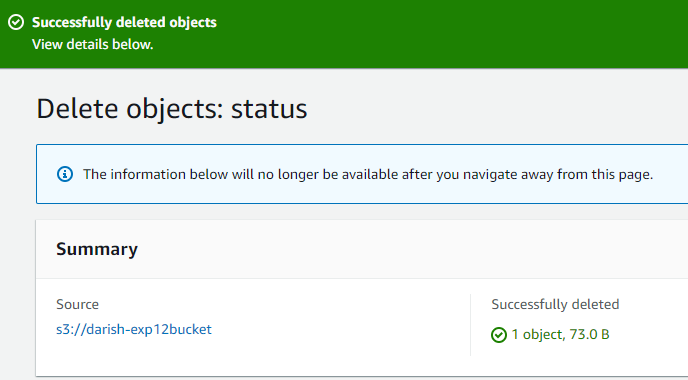 Successfully deleted objects
View details below.
Delete objects: status
The information below will no longer be available after you navigate away from this page.
Summary
Source
s3://darish-exp12bucket
Successfully deleted
1 object, 73.0 B